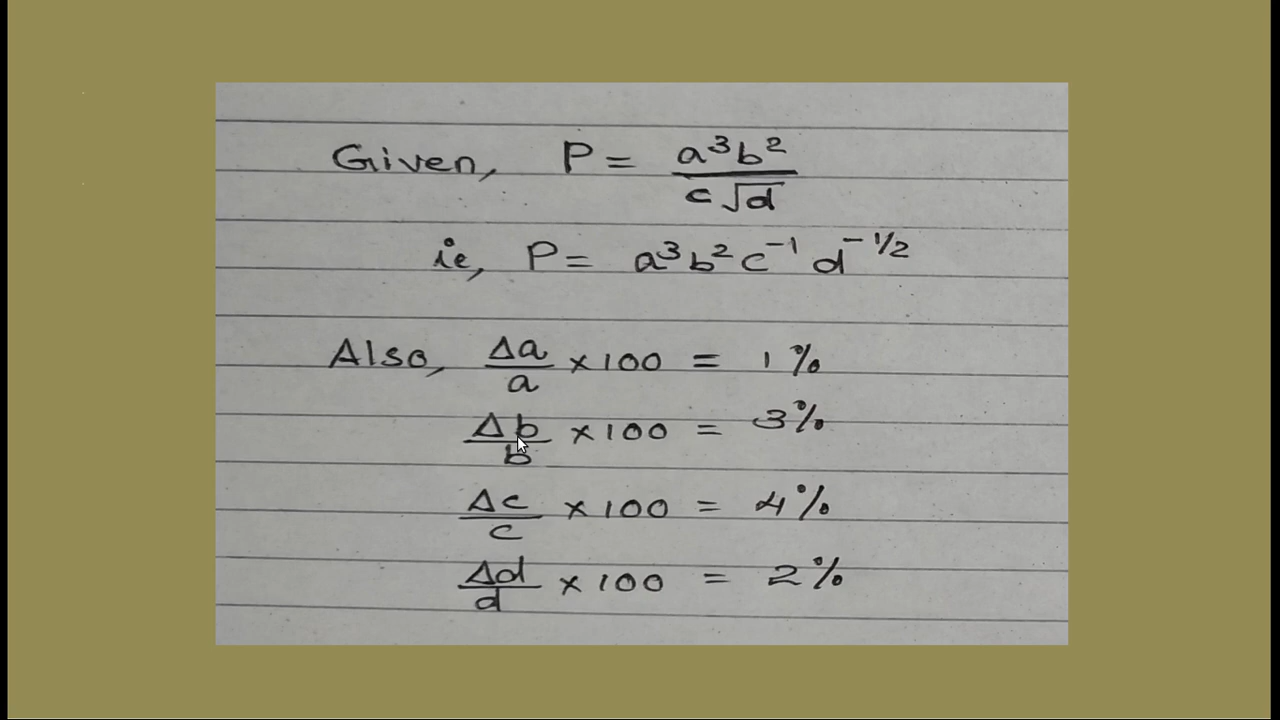 Given, P = a³b² / c√d
ie, P = a³b²c⁻¹ d⁻¹/²
Also, Δa/a × 100 = 1%
Δb/b × 100 = 3%
Δc/c × 100 = 4%
Δd/d × 100 = 2%